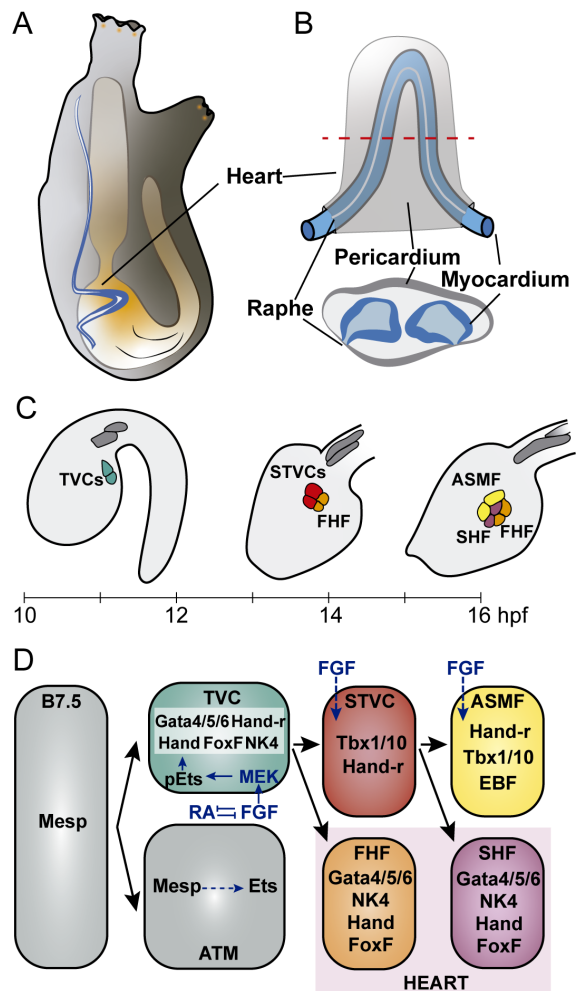 A
B
Heart
Pericardium
Myocardium
Raphe
C
TVCs
STVCs
FHF
ASMF
SHF
FHF
10
12
14
16 hpf
D
B7.5
Mesp
TVC
Gata4/5/6 Hand-r
Hand FoxF NK4
pEts
MEK
RA
FGF
Mesp
Ets
ATM
FGF
STVC
Tbx1/10
Hand-r
FGF
ASMF
Hand-r
Tbx1/10
EBF
FHF
Gata4/5/6
NK4
Hand
FoxF
SHF
Gata4/5/6
NK4
Hand
FoxF
HEART